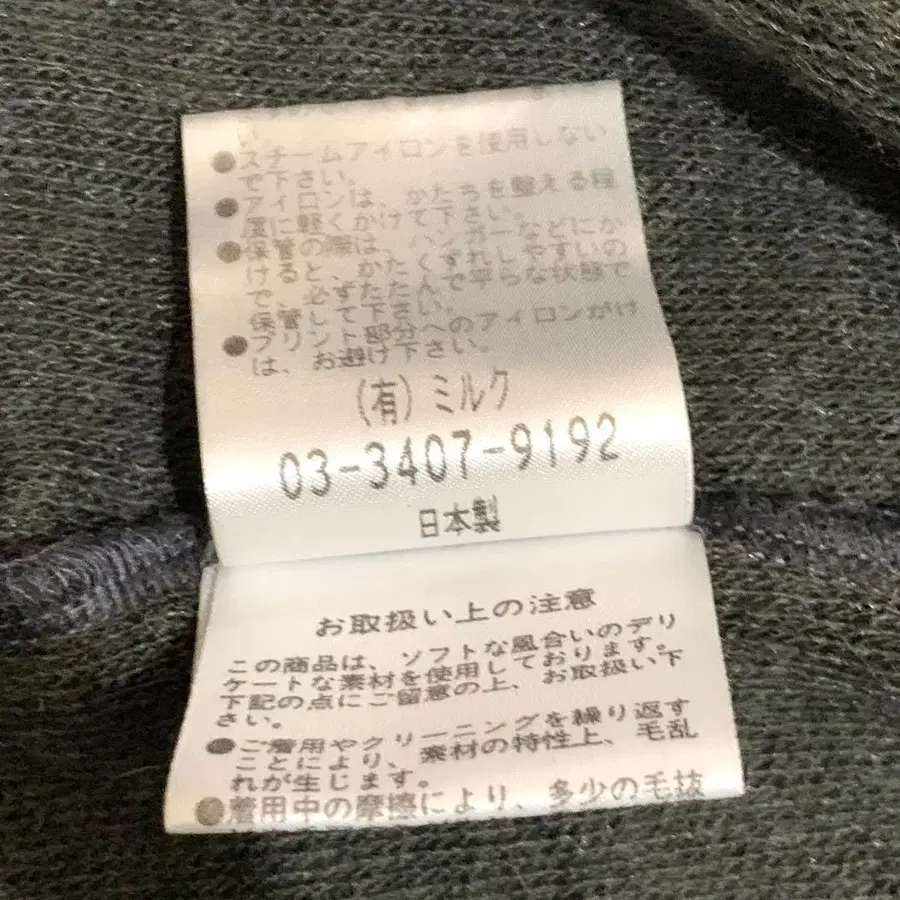 い。
●スチームアイロンを使用しない
で下さい。
●アイロンは、かたちを整える程
度に軽くかけて下さい。
●保管の際は、ハンガーなどにか
けると、かたくずれしやすいの
で、必ずたたんで平らな状態で
保管して下さい。
●プリント部分へのアイロンがけ
は、お避け下さい。
(有)ミルク
03-3407-9192
日本製
お取扱い上の注意
この商品は、ソフトな風合いのデリ
ケートな素材を使用しております。
下記の点にご留意の上、お取扱い下
さい。
●ご着用やクリーニングを繰り返す
ことにより、素材の特性上、毛乱
れが生じます。
●着用中の摩擦により、多少の毛抜